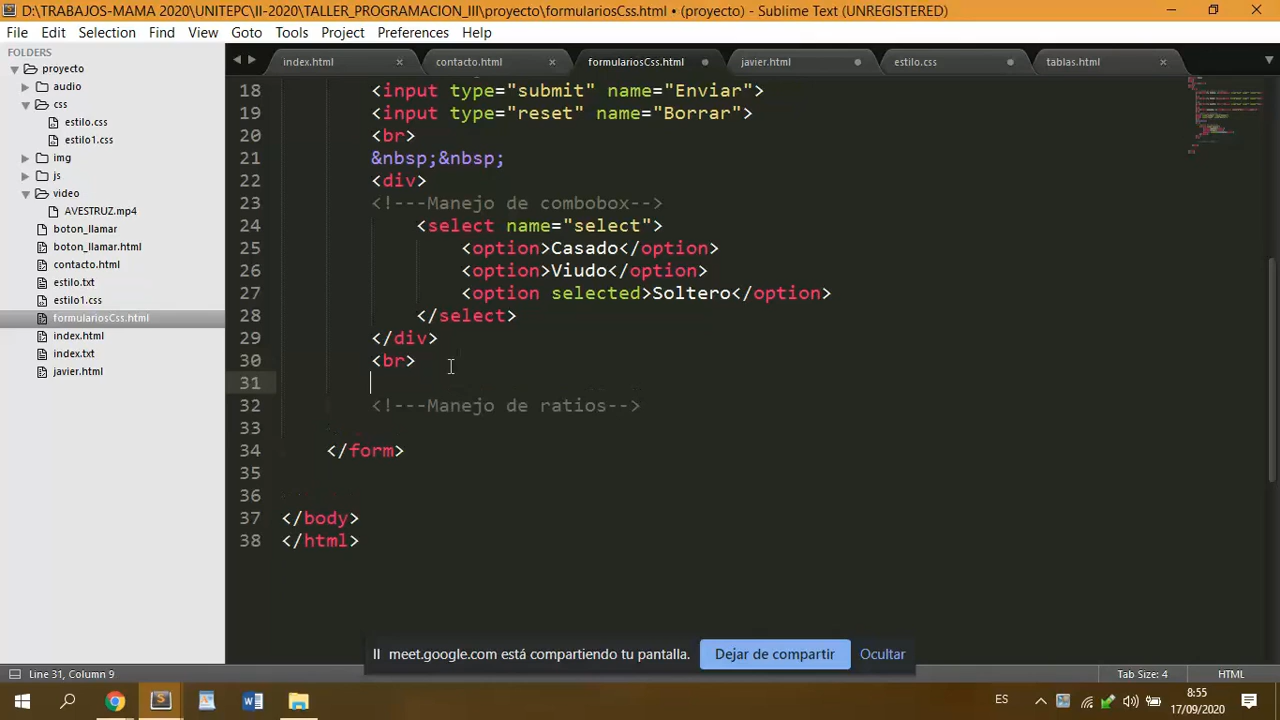 D:\TRABAJOS-MAMA 2020\UNITEPC\II-2020\TALLER_PROGRAMACION_III\proyecto\formulariosCss.html • (proyecto) - Sublime Text (UNREGISTERED)
File Edit Selection Find View Goto Tools Project Preferences Help
FOLDERS
proyecto
audio
css
estilo.css
estilo1.css
img
js
video
AVESTRUZ.mp4
boton_llamar
boton_llamar.html
contacto.html
estilo.txt
estilo1.css
formulariosCss.html
index.html
index.txt
javier.html
index.html contacto.html formulariosCss.html javier.html estilo.css tablas.html
18 <input type="submit" name="Enviar">
19 <input type="reset" name="Borrar">
20 <br>
21 &nbsp;&nbsp;
22 <div>
23 <!---Manejo de combobox-->
24 <select name="select">
25 <option>Casado</option>
26 <option>Viudo</option>
27 <option selected>Soltero</option>
28 </select>
29 </div>
30 <br>
31
32 <!---Manejo de ratios-->
33
34 </form>
35
36
37 </body>
38 </html>
meet.google.com está compartiendo tu pantalla. Dejar de compartir Ocultar
Line 31, Column 9 Tab Size: 4 HTML
ES 8:55
17/09/2020